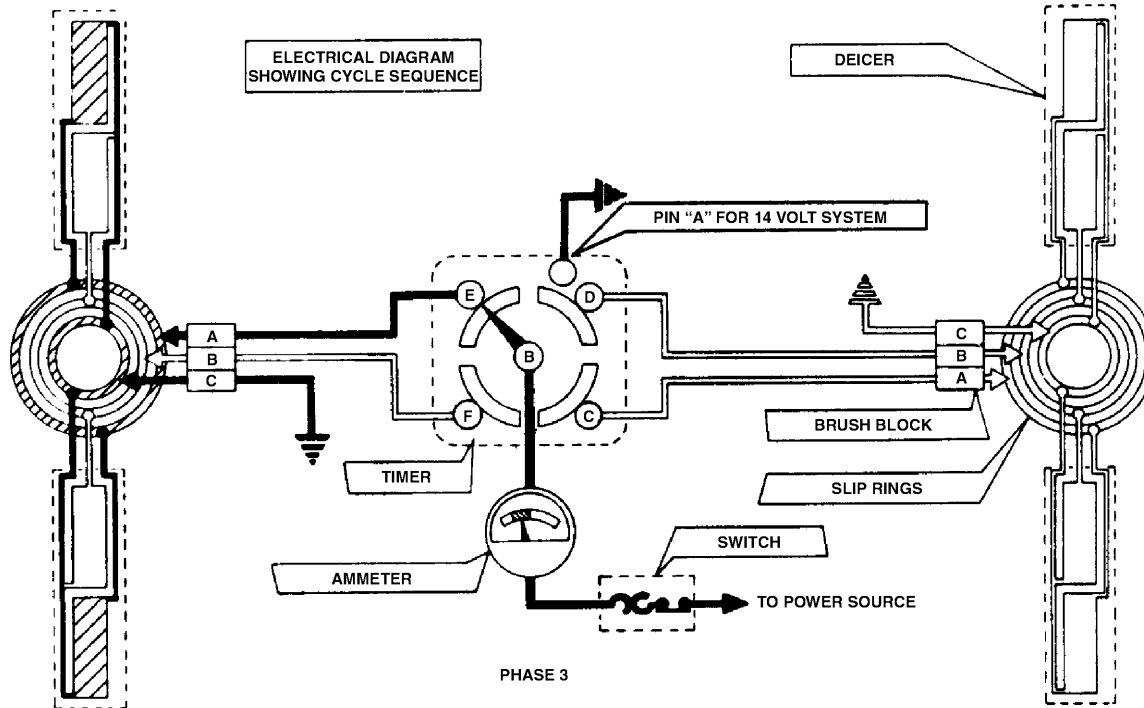 ELECTRICAL DIAGRAM
SHOWING CYCLE SEQUENCE
DEICER
PIN “A” FOR 14 VOLT SYSTEM
E
D
B
F
C
A
B
C
C
B
A
BRUSH BLOCK
TIMER
SLIP RINGS
AMMETER
SWITCH
TO POWER SOURCE
PHASE 3